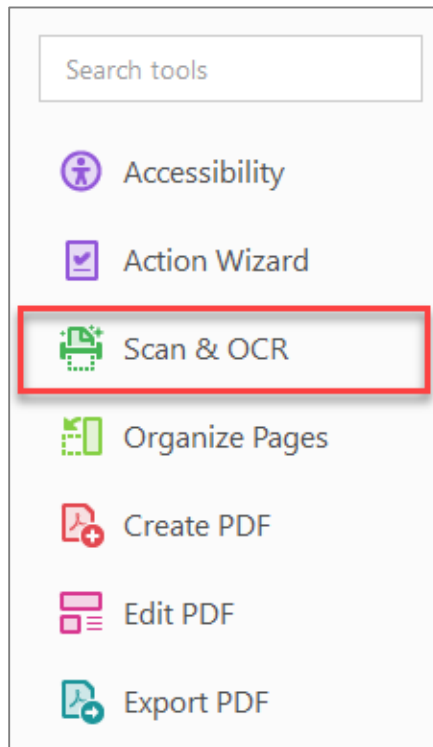 Search tools
Accessibility
Action Wizard
Scan & OCR
Organize Pages
Create PDF
Edit PDF
Export PDF